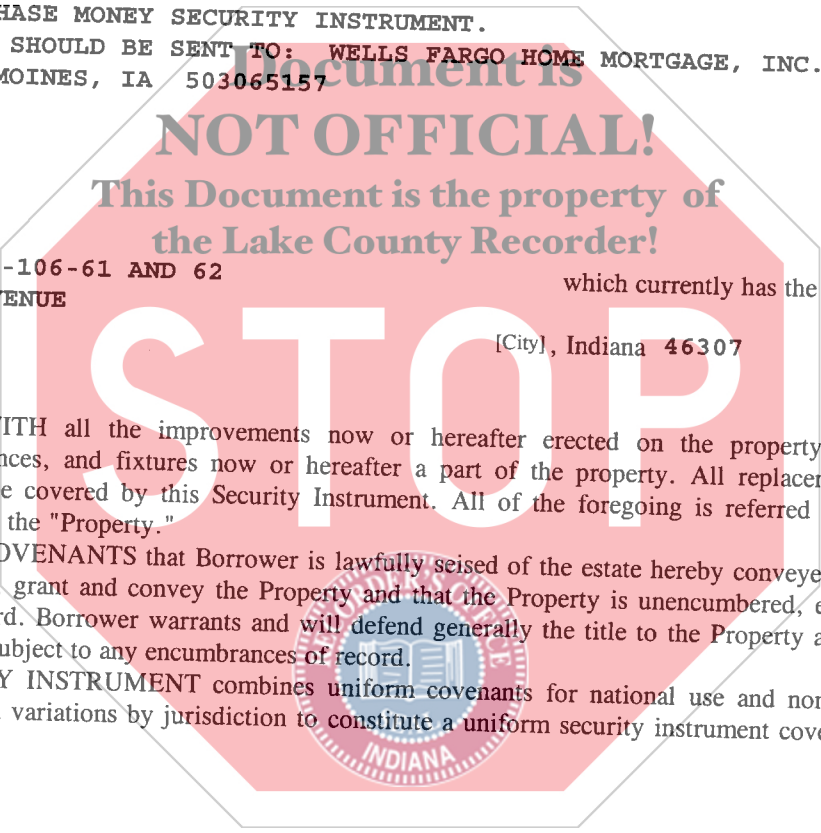 HASE MONEY SECURITY INSTRUMENT.
SHOULD BE SENT TO: WELLS FARGO HOME MORTGAGE, INC.
MOINES, IA 503065157
Document is
NOT OFFICIAL!
This Document is the property of
the Lake County Recorder!
-106-61 AND 62
VENUE
which currently has the
[City], Indiana 46307
STOP
ITH all the improvements now or hereafter erected on the property
nces, and fixtures now or hereafter a part of the property. All replacer
e covered by this Security Instrument. All of the foregoing is referred
the "Property."
OVENANTS that Borrower is lawfully seised of the estate hereby conveye
grant and convey the Property and that the Property is unencumbered, e
rd. Borrower warrants and will defend generally the title to the Property a
ubject to any encumbrances of record.
Y INSTRUMENT combines uniform covenants for national use and nor
variations by jurisdiction to constitute a uniform security instrument cove
RECORDER'S OFFICE
INDIANA